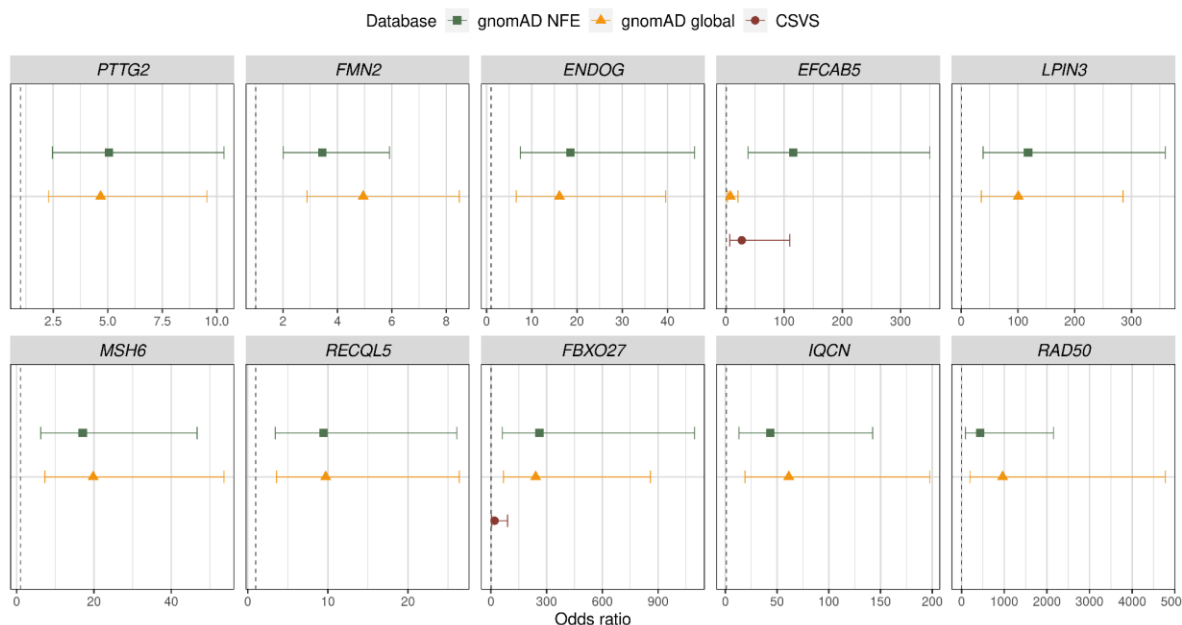 Database gnomAD NFE gnomAD global CSVS
PTTG2 FMN2 ENDOG EFCAB5 LPIN3
2.5 5.0 7.5 10.0 2 4 6 8 0 10 20 30 40 0 100 200 300 0 100 200 300
MSH6 RECQL5 FBXO27 IQCN RAD50
0 20 40 0 10 20 0 300 600 900 0 50 100 150 200 0 1000 2000 3000 4000 5000
Odds ratio